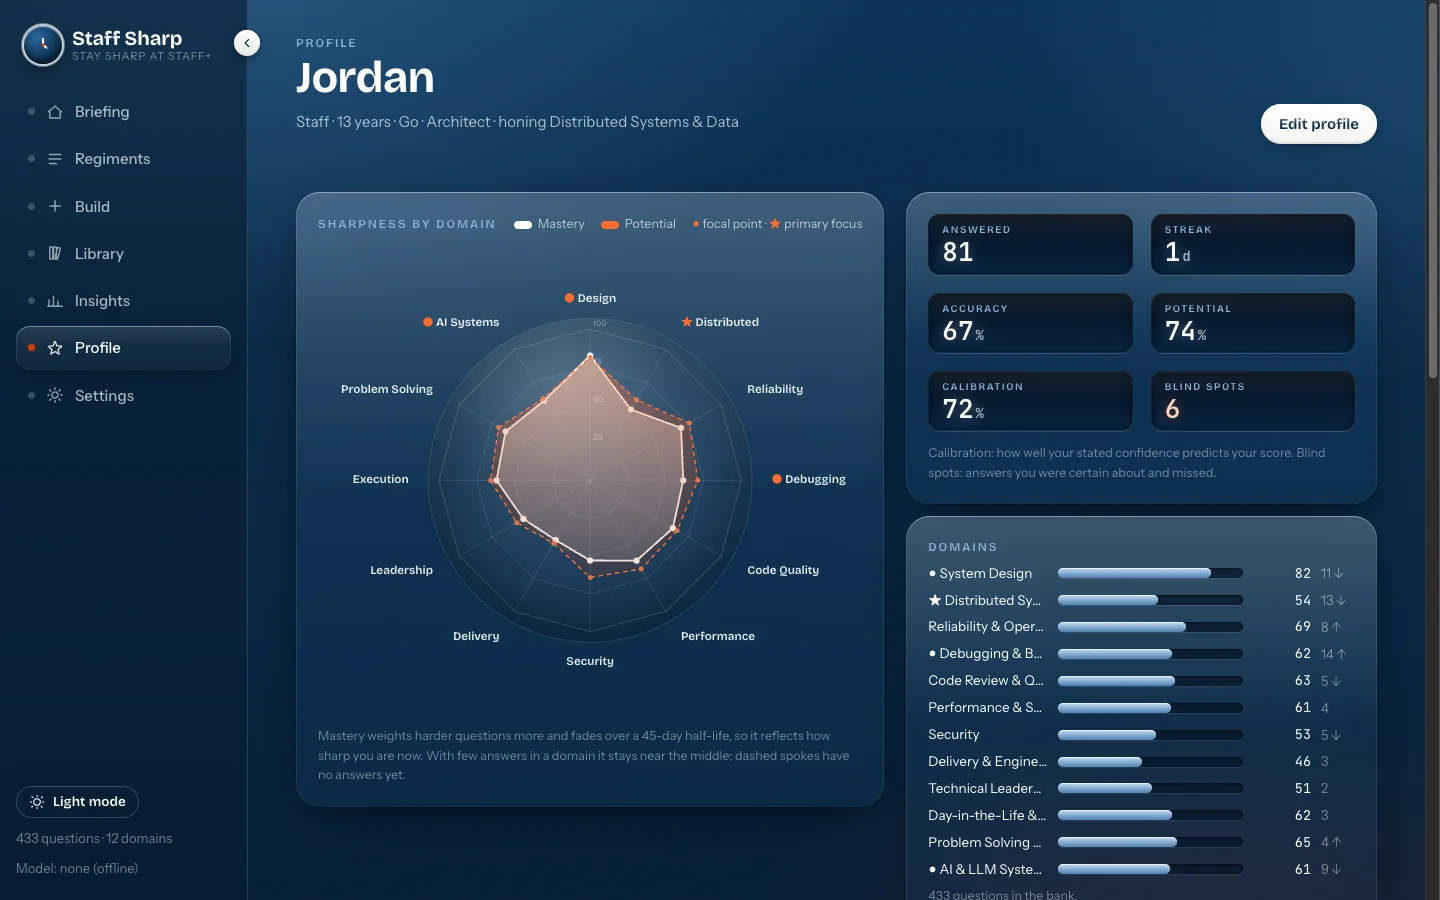 Staff Sharp
STAY SHARP AT STAFF+
Briefing
Regiments
Build
Library
Insights
Profile
Settings
Light mode
433 questions · 12 domains
Model: none (offline)
PROFILE
Jordan
Staff · 13 years · Go · Architect · honing Distributed Systems & Data
Edit profile
SHARPNESS BY DOMAIN
Mastery
Potential
focal point · ★ primary focus
Design
AI Systems
★ Distributed
Problem Solving
Reliability
Execution
Debugging
Leadership
Code Quality
Delivery
Performance
Security
100
50
25
Mastery weights harder questions more and fades over a 45-day half-life, so it reflects how
sharp you are now. With few answers in a domain it stays near the middle; dashed spokes have
no answers yet.
ANSWERED
81
STREAK
1 d
ACCURACY
67 %
POTENTIAL
74 %
CALIBRATION
72 %
BLIND SPOTS
6
Calibration: how well your stated confidence predicts your score. Blind
spots: answers you were certain about and missed.
DOMAINS
● System Design 82 11 ↓
★ Distributed Sy... 54 13 ↓
Reliability & Oper... 69 8 ↑
● Debugging & B... 62 14 ↑
Code Review & Q... 63 5 ↓
Performance & S... 61 4
Security 53 5 ↓
Delivery & Engine... 46 3
Technical Leader... 51 2
Day-in-the-Life &... 62 3
Problem Solving ... 65 4 ↑
● AI & LLM Syste... 61 9 ↓
433 questions in the bank.